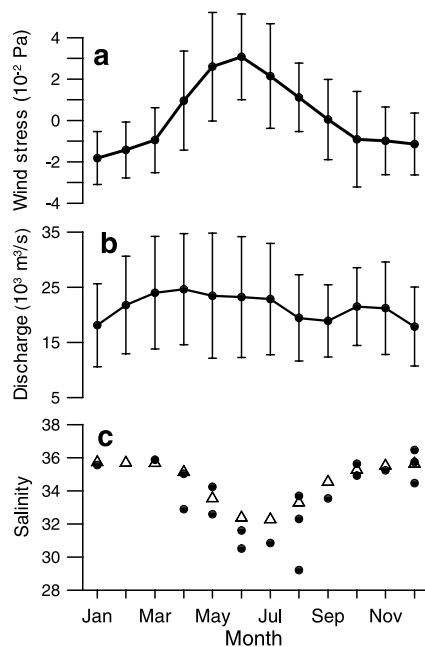 a
Wind stress (10⁻² Pa)
4
2
0
-2
-4
b
Discharge (10³ m³/s)
35
25
15
5
c
Salinity
38
36
34
32
30
28
Jan Mar May Jul Sep Nov
Month